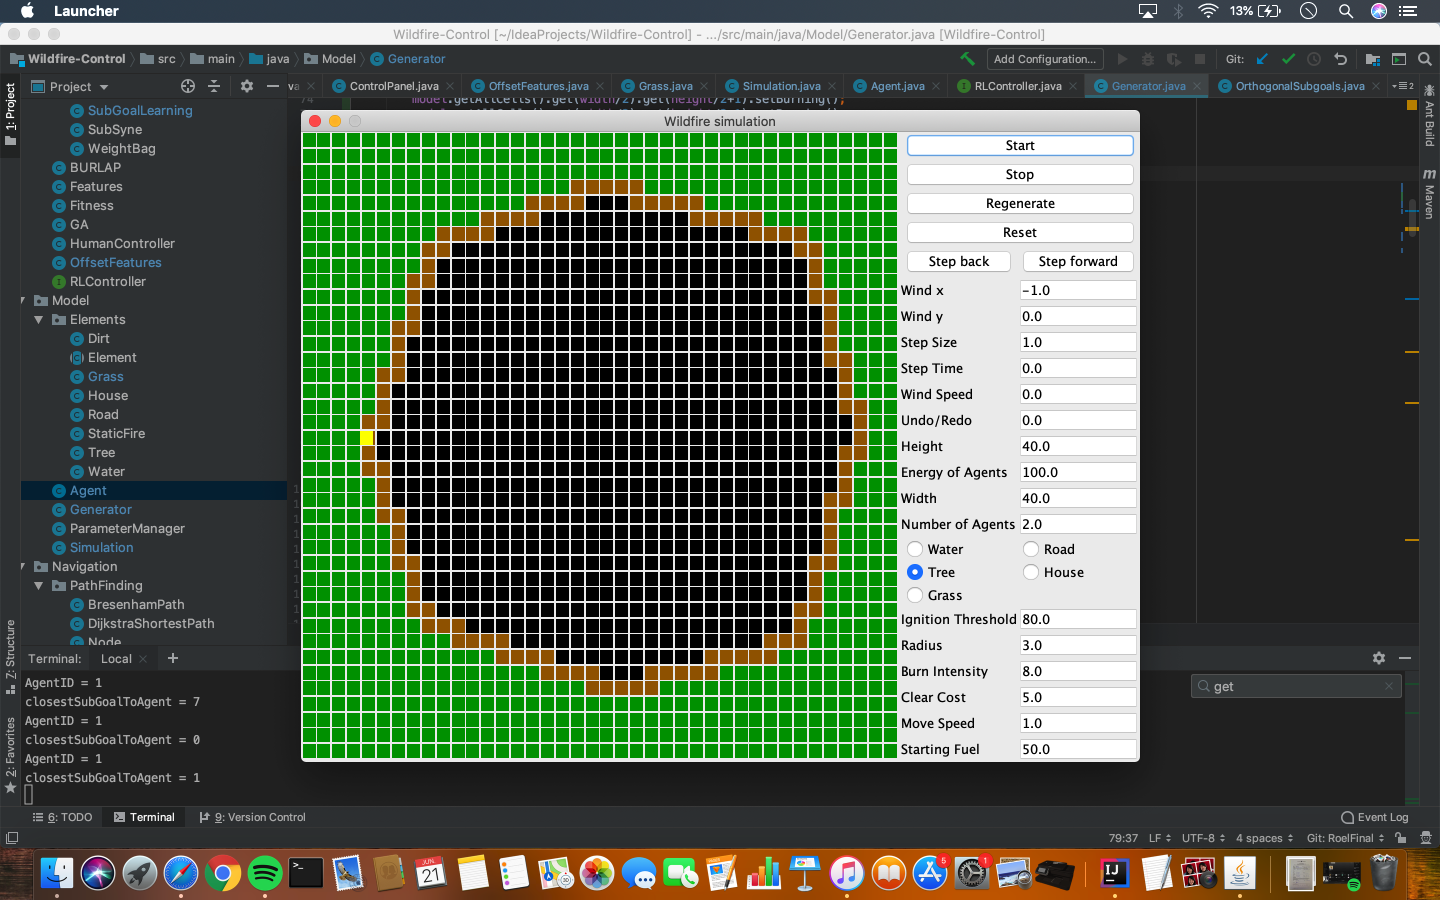 Launcher
13%
Wildfire-Control [~/IdeaProjects/Wildfire-Control] - .../src/main/java/Model/Generator.java [Wildfire-Control]
Wildfire-Control src main java Model Generator
Add Configuration...
Git:
1: Project
Project
ControlPanel.java
OffsetFeatures.java
Grass.java
Simulation.java
Agent.java
RLController.java
Generator.java
OrthogonalSubgoals.java
Ant Build
Maven
SubGoalLearning
SubSyne
WeightBag
BURLAP
Features
Fitness
GA
HumanController
OffsetFeatures
RLController
Model
Elements
Dirt
Element
Grass
House
Road
StaticFire
Tree
Water
Agent
Generator
ParameterManager
Simulation
Navigation
PathFinding
BresenhamPath
DijkstraShortestPath
Node
Wildfire simulation
Start
Stop
Regenerate
Reset
Step back Step forward
Wind x -1.0
Wind y 0.0
Step Size 1.0
Step Time 0.0
Wind Speed 0.0
Undo/Redo 0.0
Height 40.0
Energy of Agents 100.0
Width 40.0
Number of Agents 2.0
Water Road
Tree House
Grass
Ignition Threshold 80.0
Radius 3.0
Burn Intensity 8.0
Clear Cost 5.0
Move Speed 1.0
Starting Fuel 50.0
Z: Structure
2: Favorites
Terminal: Local
AgentID = 1
closestSubGoalToAgent = 7
AgentID = 1
closestSubGoalToAgent = 0
AgentID = 1
closestSubGoalToAgent = 1
get
6: TODO Terminal 9: Version Control
Event Log
79:37 LF UTF-8 4 spaces Git: RoelFinal
JUN
21
5
1
IJ